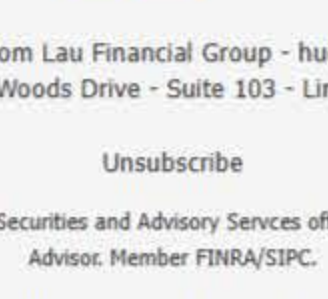 om Lau Financial Group - hu
Woods Drive - Suite 103 - Lin
Unsubscribe
Securities and Advisory Servces of
Advisor. Member FINRA/SIPC.